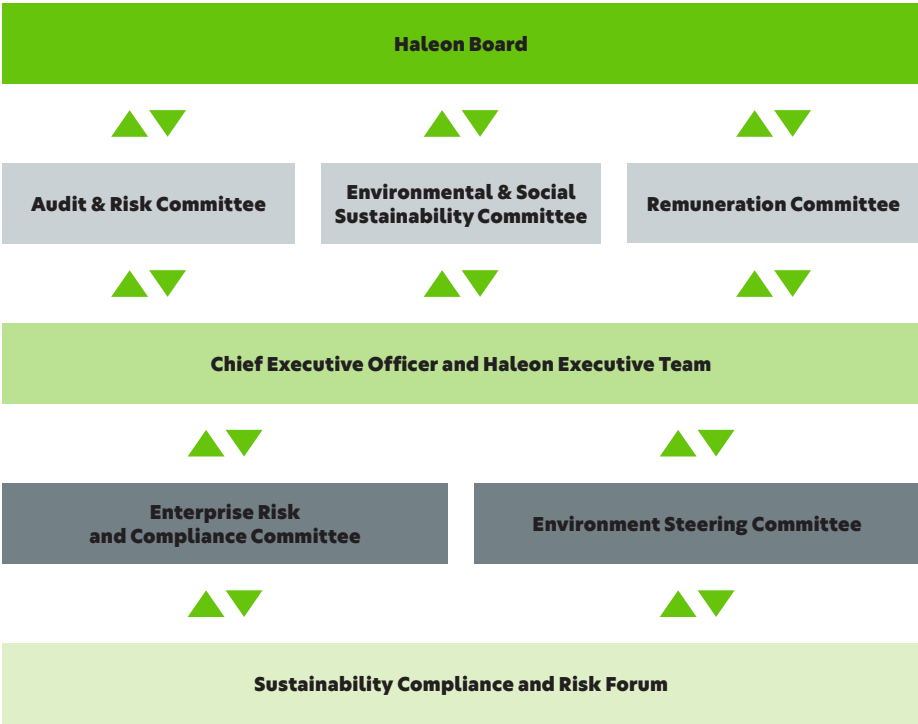 Haleon Board
Audit & Risk Committee
Environmental & Social
Sustainability Committee
Remuneration Committee
Chief Executive Officer and Haleon Executive Team
Enterprise Risk
and Compliance Committee
Environment Steering Committee
Sustainability Compliance and Risk Forum